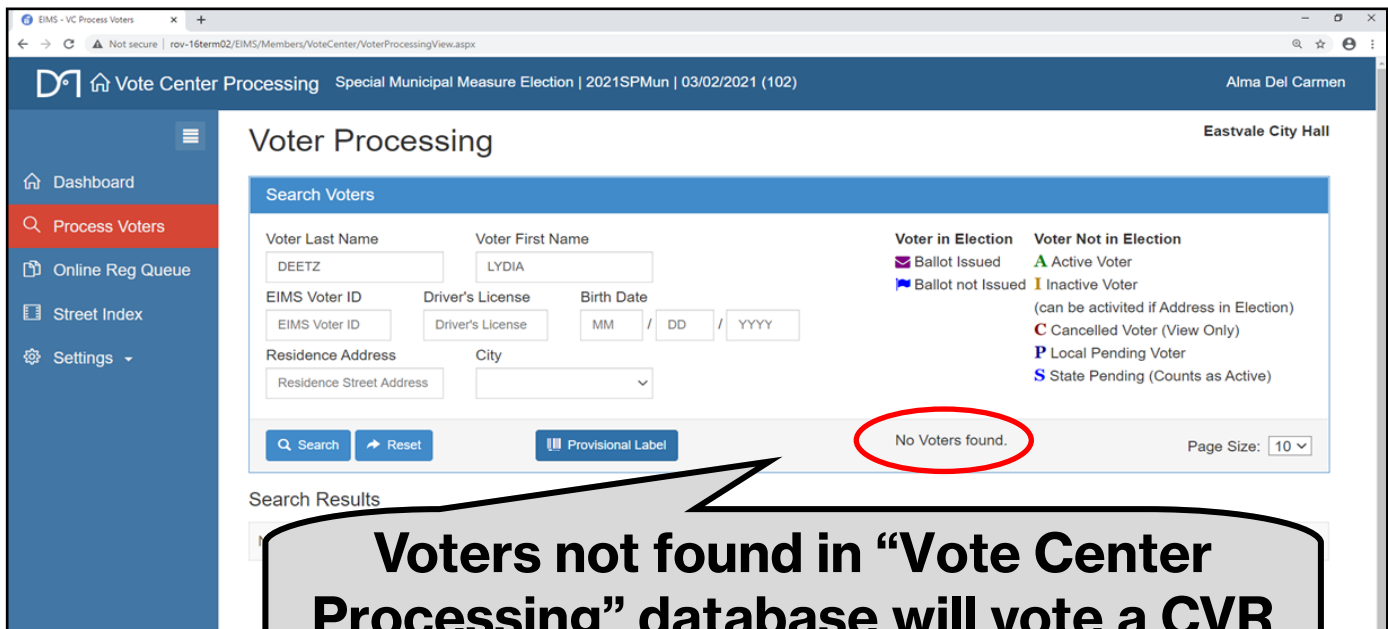 EIMS - VC Process Voters
Not secure | rov-16term02/EIMS/Members/VoteCenter/VoterProcessingView.aspx
Vote Center Processing Special Municipal Measure Election | 2021SPMun | 03/02/2021 (102) Alma Del Carmen
Voter Processing Eastvale City Hall
Dashboard
Process Voters
Online Reg Queue
Street Index
Settings
Search Voters
Voter Last Name Voter First Name
DEETZ LYDIA
EIMS Voter ID Driver's License Birth Date
EIMS Voter ID Driver's License MM / DD / YYYY
Residence Address City
Residence Street Address
Voter in Election Voter Not in Election
Ballot Issued A Active Voter
Ballot not Issued I Inactive Voter
(can be activited if Address in Election)
C Cancelled Voter (View Only)
P Local Pending Voter
S State Pending (Counts as Active)
Search Reset Provisional Label No Voters found. Page Size: 10
Search Results
Voters not found in “Vote Center
Processing” database will vote a CVR